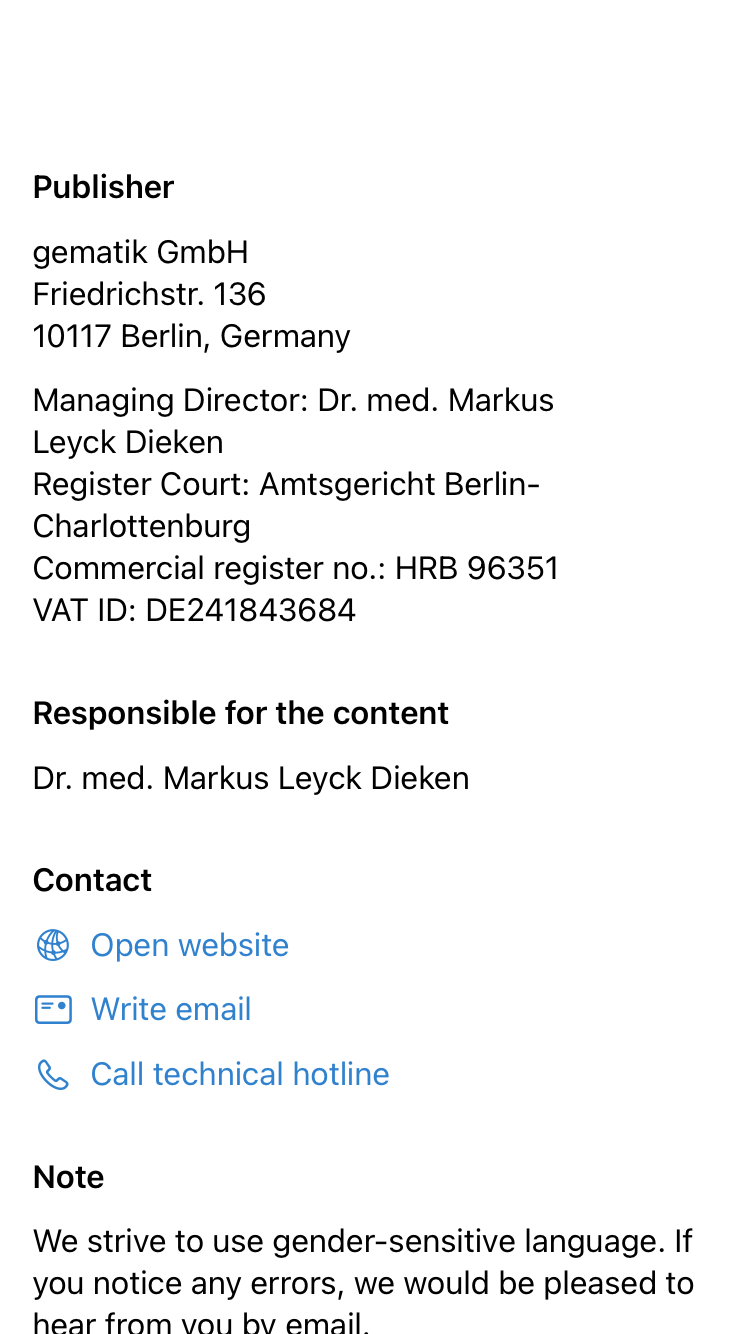 Publisher
gematik GmbH
Friedrichstr. 136
10117 Berlin, Germany
Managing Director: Dr. med. Markus
Leyck Dieken
Register Court: Amtsgericht Berlin-
Charlottenburg
Commercial register no.: HRB 96351
VAT ID: DE241843684
Responsible for the content
Dr. med. Markus Leyck Dieken
Contact
Open website
Write email
Call technical hotline
Note
We strive to use gender-sensitive language. If
you notice any errors, we would be pleased to
hear from you by email.